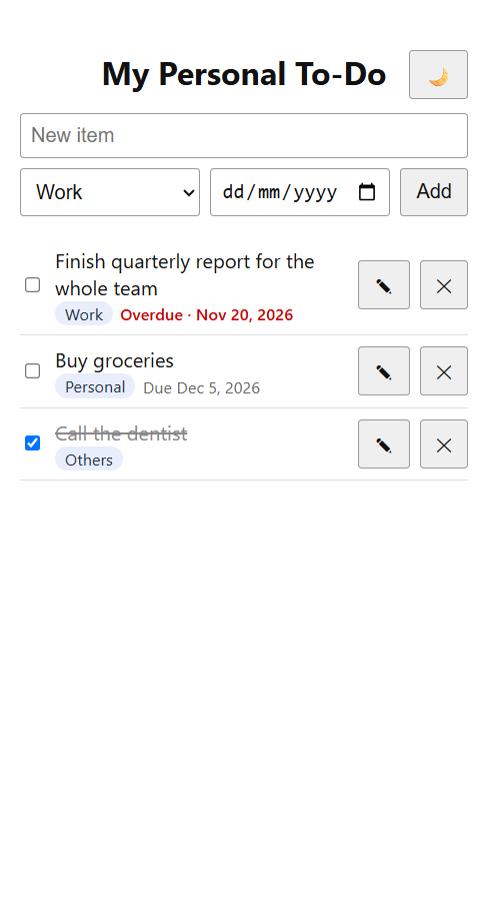 My Personal To-Do
New item
Work
dd/mm/yyyy
Add
Finish quarterly report for the
whole team
Work Overdue · Nov 20, 2026
Buy groceries
Personal Due Dec 5, 2026
Call the dentist
Others